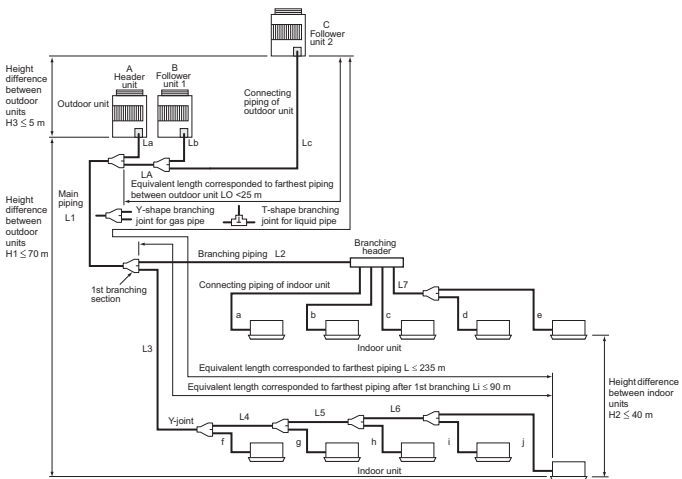 C
Follower
unit 2
A
Header
unit
B
Follower
unit 1
Height
difference
between
outdoor
units
H3 ≤ 5 m
Outdoor unit
Connecting
piping of
outdoor unit
La
Lb
Lc
LA
Equivalent length corresponded to farthest piping
between outdoor unit LO <25 m
Main
piping
L1
Y-shape branching
joint for gas pipe
T-shape branching
joint for liquid pipe
Height
difference
between
outdoor
units
H1 ≤ 70 m
Branching piping L2
Branching
header
1st branching
section
Connecting piping of indoor unit
L7
a
b
c
d
e
Indoor unit
L3
Equivalent length corresponded to farthest piping L ≤ 235 m
Equivalent length corresponded to farthest piping after 1st branching Li ≤ 90 m
Height difference
between indoor
units
H2 ≤ 40 m
Y-joint
L4
L5
L6
f
g
h
i
j
Indoor unit